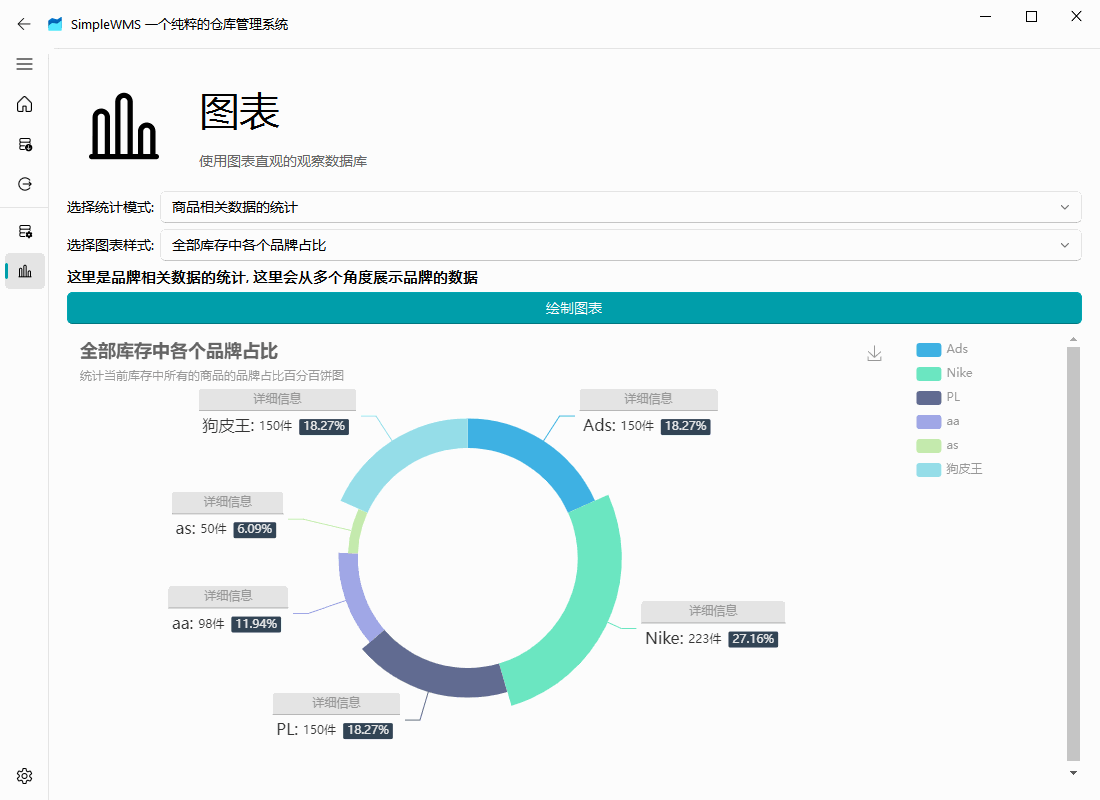 SimpleWMS 一个纯粹的仓库管理系统
图表
使用图表直观的观察数据库
选择统计模式: 商品相关数据的统计
选择图表样式: 全部库存中各个品牌占比
这里是品牌相关数据的统计, 这里会从多个角度展示品牌的数据
绘制图表
全部库存中各个品牌占比
统计当前库存中所有的商品的品牌占比百分百饼图
Ads
Nike
PL
aa
as
狗皮王
详细信息
狗皮王: 150件 18.27%
详细信息
Ads: 150件 18.27%
详细信息
as: 50件 6.09%
详细信息
aa: 98件 11.94%
详细信息
Nike: 223件 27.16%
详细信息
PL: 150件 18.27%